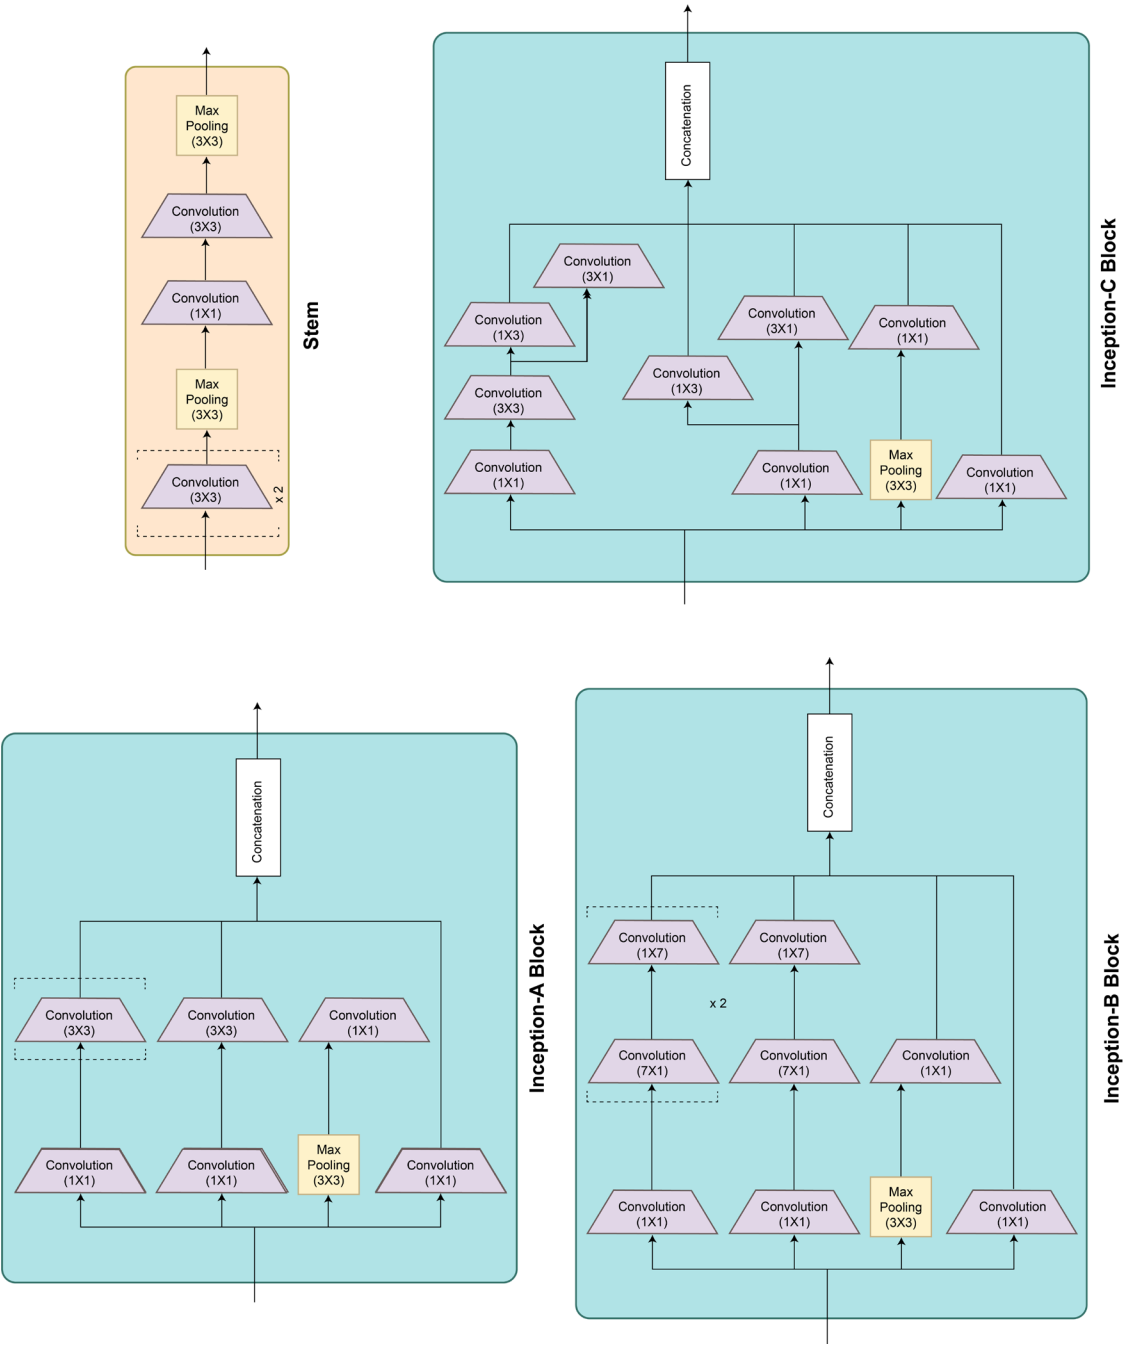 Max
Pooling
(3X3)
Convolution
(3X3)
Convolution
(1X1)
Max
Pooling
(3X3)
Convolution
(3X3)
x 2
Stem
Concatenation
Convolution
(3X1)
Convolution
(1X3)
Convolution
(3X1)
Convolution
(1X1)
Convolution
(1X3)
Convolution
(3X3)
Max
Pooling
(3X3)
Convolution
(1X1)
Convolution
(1X1)
Convolution
(1X1)
Inception-C Block
Concatenation
Convolution
(3X3)
Convolution
(3X3)
Convolution
(1X1)
Convolution
(1X1)
Convolution
(1X1)
Max
Pooling
(3X3)
Convolution
(1X1)
Inception-A Block
Concatenation
Convolution
(1X7)
Convolution
(1X7)
x 2
Convolution
(7X1)
Convolution
(7X1)
Convolution
(1X1)
Convolution
(1X1)
Convolution
(1X1)
Max
Pooling
(3X3)
Convolution
(1X1)
Inception-B Block